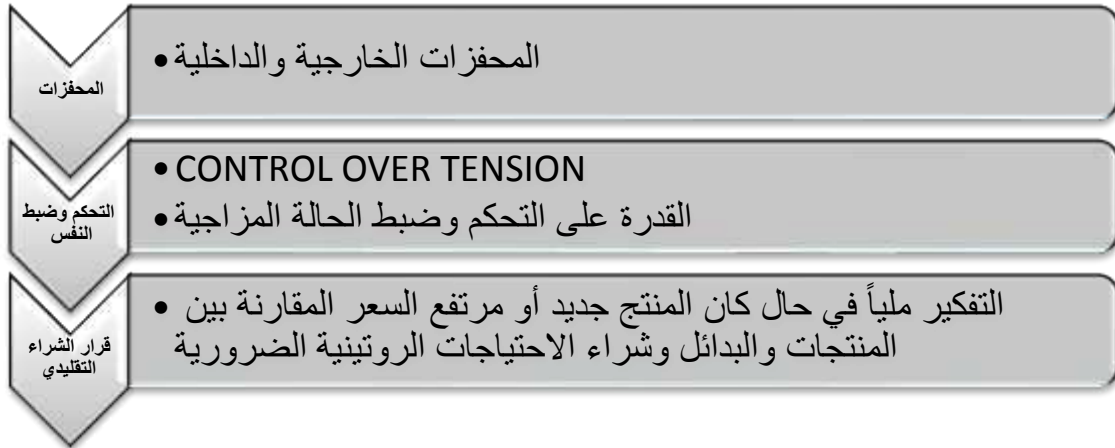 المحفزات
• المحفزات الخارجية والداخلية
التحكم وضبط
النفس
• CONTROL OVER TENSION
• القدرة على التحكم وضبط الحالة المزاجية
قرار الشراء
التقليدي
• التفكير ملياً في حال كان المنتج جديد أو مرتفع السعر المقارنة بين
المنتجات والبدائل وشراء الاحتياجات الروتينية الضرورية